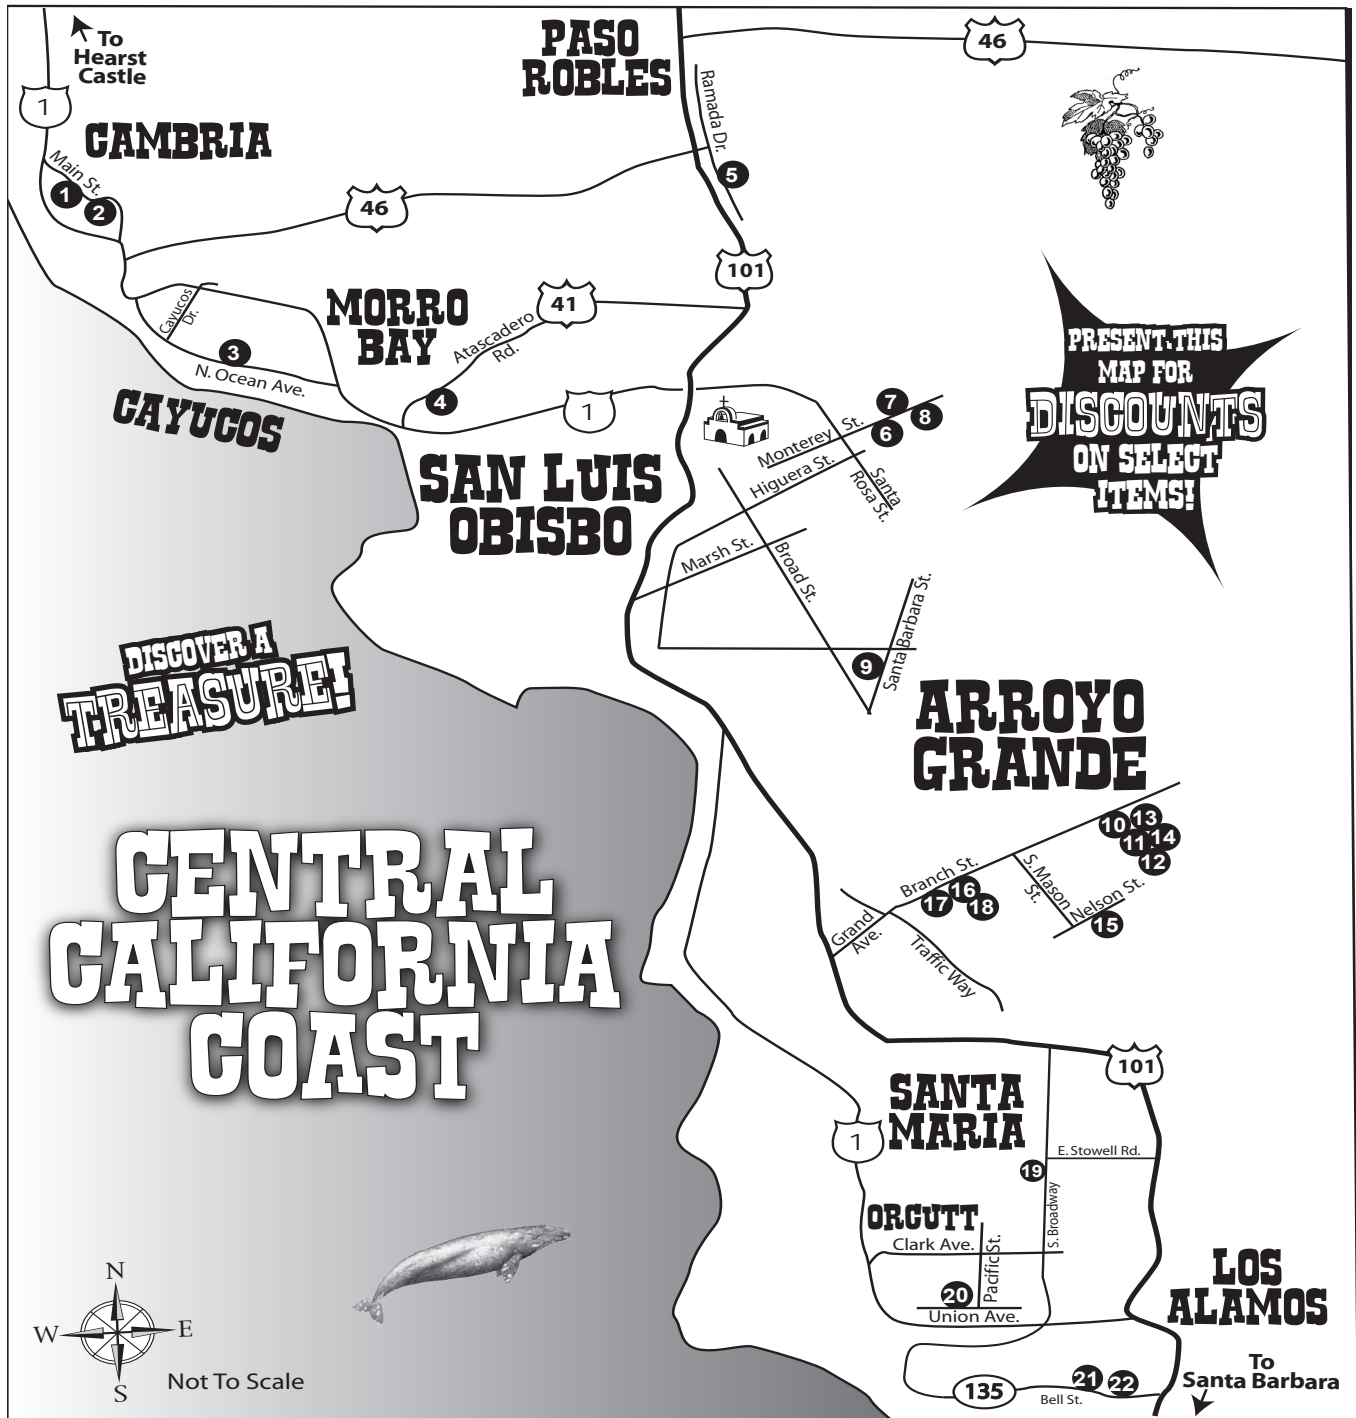 To
Hearst
Castle
1
CAMBRIA
Main St.
1
2
PASO
ROBLES
46
Ramada Dr.
5
46
101
MORRO
BAY
41
Atascadero
Rd.
Cayucos
Dr.
3
N. Ocean Ave.
4
1
CAYUCOS
PRESENT THIS
MAP FOR
DISCOUNTS
ON SELECT
ITEMS!
7
8
6
Monterey St.
Higuera St.
Santa
Rosa St.
SAN LUIS
OBISBO
Marsh St.
Broad St.
Santa Barbara St.
9
DISCOVER A
TREASURE!
ARROYO
GRANDE
10
13
11
14
12
Branch St.
16
17
18
S. Mason
St.
Nelson St.
15
Grand
Ave.
Traffic Way
CENTRAL
CALIFORNIA
COAST
101
SANTA
MARIA
1
E. Stowell Rd.
19
S. Broadway
ORCUTT
Clark Ave.
Pacific St.
20
Union Ave.
LOS
ALAMOS
To
Santa Barbara
135
21
22
Bell St.
N
W
E
S
Not To Scale